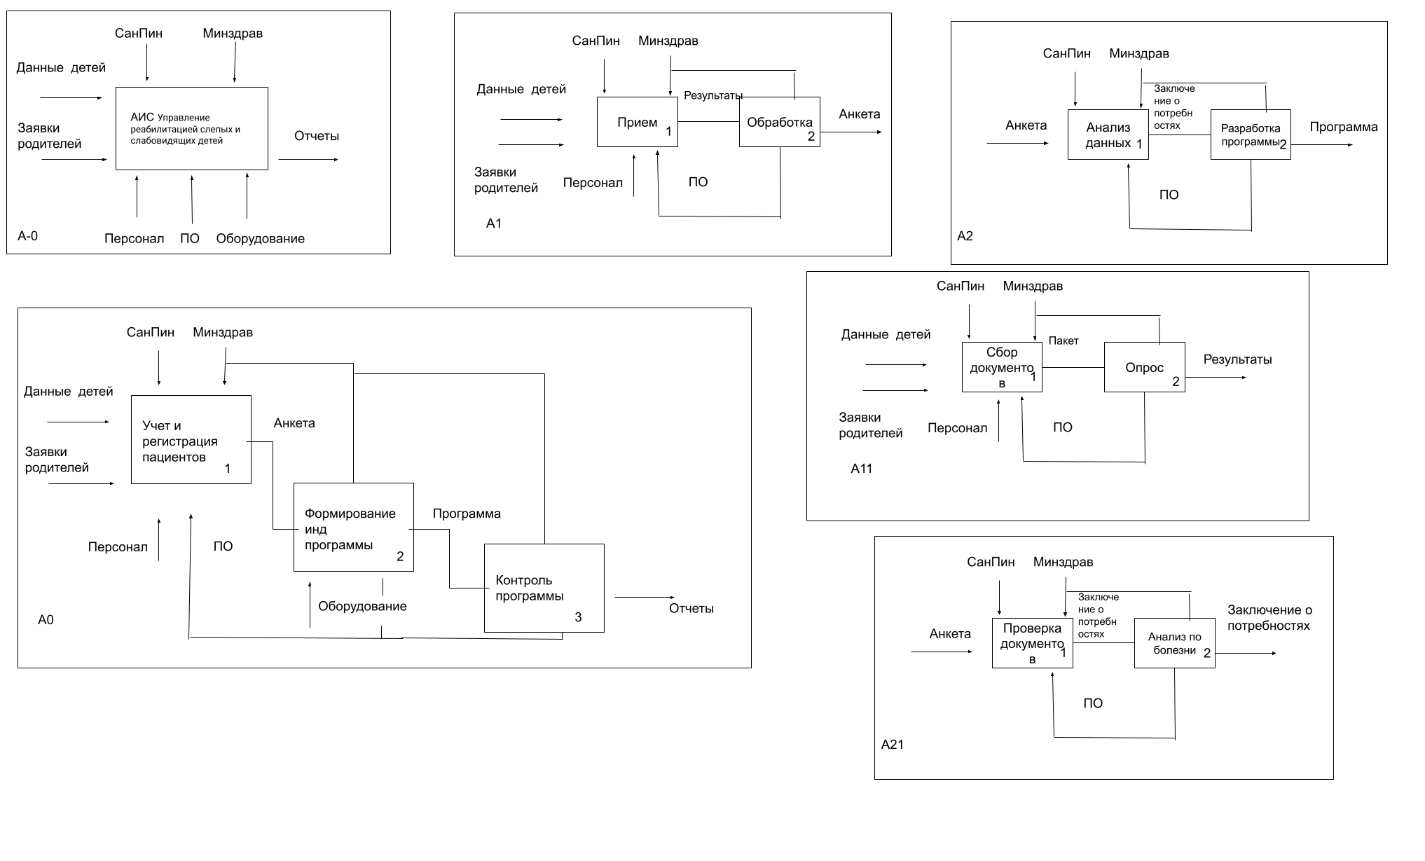 СанПин
Минздрав
Данные детей
АИС Управление
реабилитацией слепых и
слабовидящих детей
Заявки
родителей
Отчеты
А-0
Персонал
ПО
Оборудование
СанПин
Минздрав
Данные детей
Результаты
Прием
1
Обработка
2
Анкета
Заявки
родителей
Персонал
ПО
А1
СанПин
Минздрав
Заключе
ние о
потребн
остях
Анкета
Анализ
данных
1
Разработка
программы
2
Программа
ПО
А2
СанПин
Минздрав
Данные детей
Учет и
регистрация
пациентов
1
Анкета
Заявки
родителей
Формирование
инд
программы
2
Программа
Персонал
ПО
Контроль
программы
3
Оборудование
Отчеты
А0
СанПин
Минздрав
Данные детей
Пакет
Сбор
документо
в
1
Опрос
2
Результаты
Заявки
родителей
Персонал
ПО
А11
СанПин
Минздрав
Заключе
ние о
потребн
остях
Анкета
Проверка
документо
в
1
Анализ по
болезни
2
Заключение о
потребностях
ПО
А21